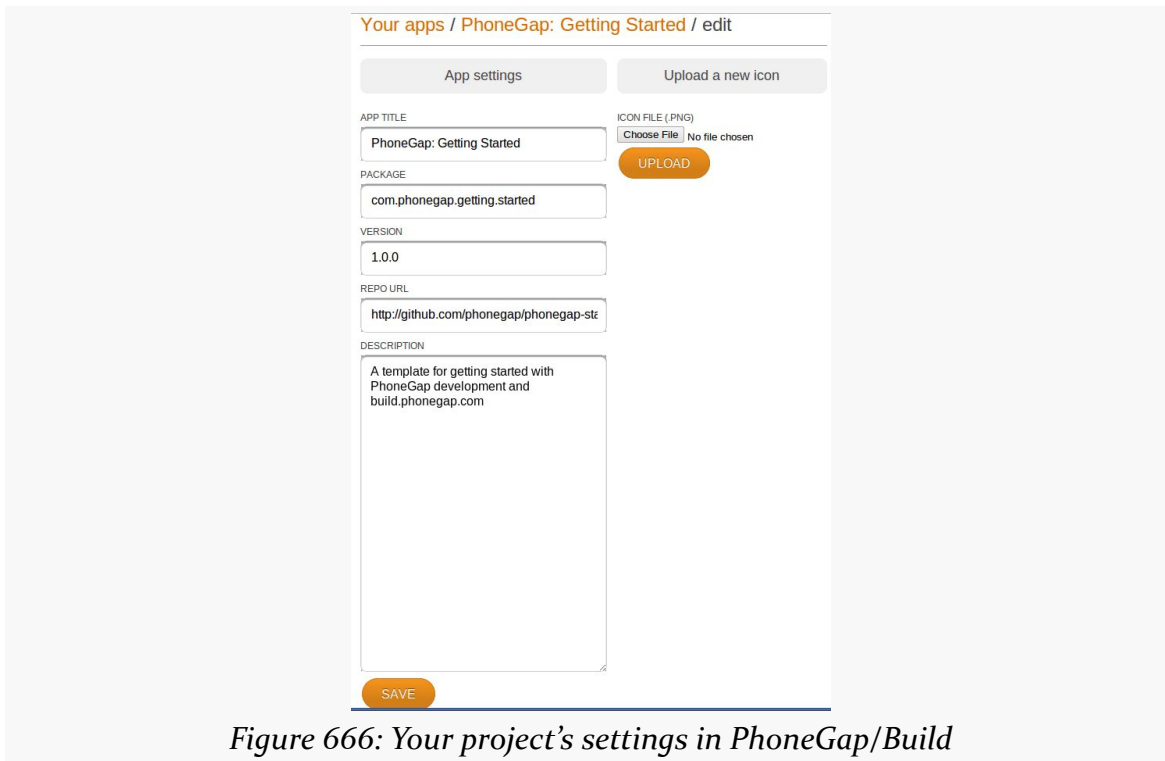 Your apps / PhoneGap: Getting Started / edit
App settings
Upload a new icon
APP TITLE
PhoneGap: Getting Started
PACKAGE
com.phonegap.getting.started
VERSION
1.0.0
REPO URL
http://github.com/phonegap/phonegap-sta
DESCRIPTION
A template for getting started with
PhoneGap development and
build.phonegap.com
SAVE
ICON FILE (.PNG)
Choose File No file chosen
UPLOAD
Figure 666: Your project's settings in PhoneGap/Build